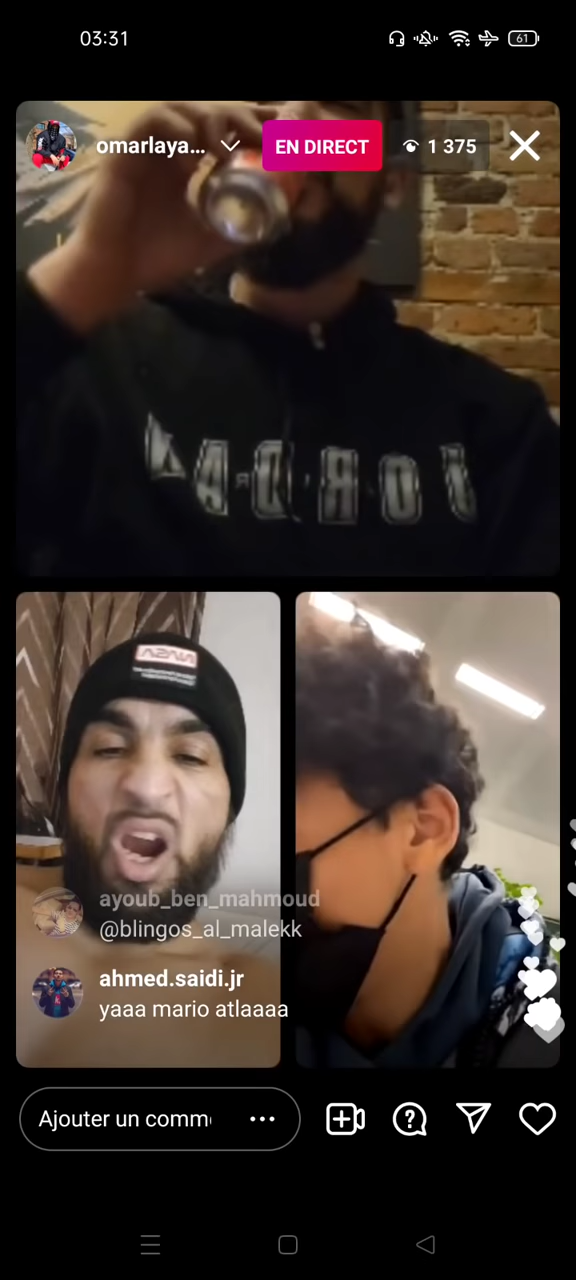 03:31
61
omarlaya...
EN DIRECT
1 375
JORDAN
NASA
ayoub_ben_mahmoud
@blingos_al_malekk
ahmed.saidi.jr
yaaa mario atlaaaa
Ajouter un comm